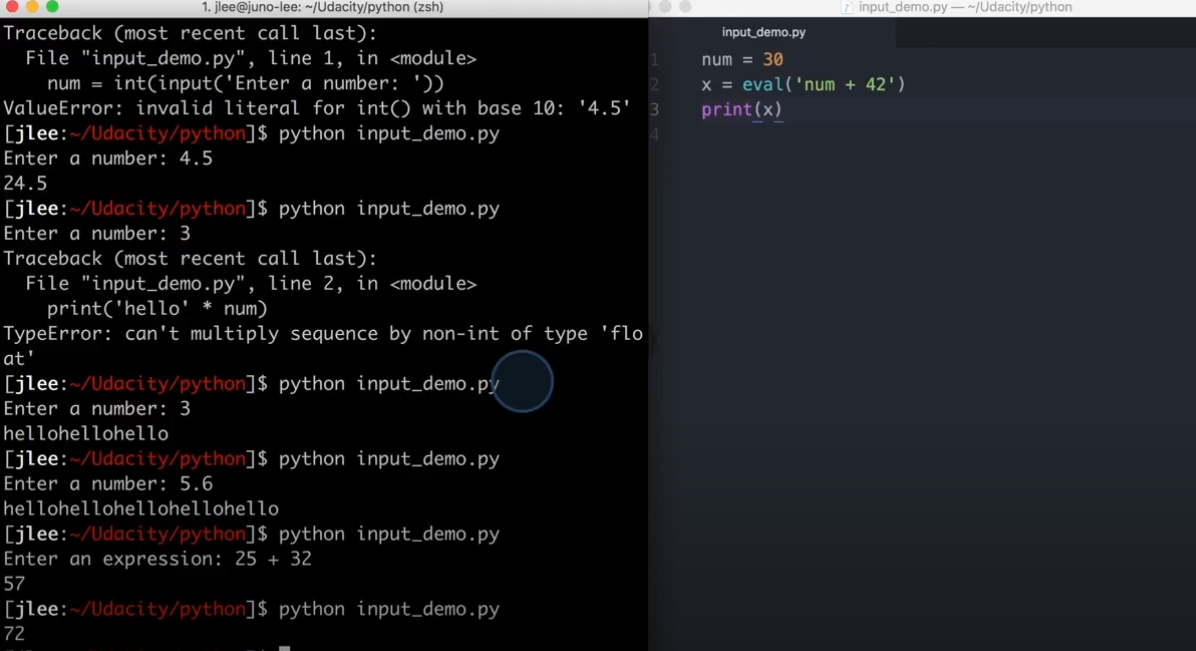 1. jlee@juno-lee: ~/Udacity/python (zsh)
Traceback (most recent call last):
  File "input_demo.py", line 1, in <module>
    num = int(input('Enter a number: '))
ValueError: invalid literal for int() with base 10: '4.5'
[jlee:~/Udacity/python]$ python input_demo.py
Enter a number: 4.5
24.5
[jlee:~/Udacity/python]$ python input_demo.py
Enter a number: 3
Traceback (most recent call last):
  File "input_demo.py", line 2, in <module>
    print('hello' * num)
TypeError: can't multiply sequence by non-int of type 'flo
at'
[jlee:~/Udacity/python]$ python input_demo.py
Enter a number: 3
hellohellohello
[jlee:~/Udacity/python]$ python input_demo.py
Enter a number: 5.6
hellohellohellohellohello
[jlee:~/Udacity/python]$ python input_demo.py
Enter an expression: 25 + 32
57
[jlee:~/Udacity/python]$ python input_demo.py
72
input_demo.py — ~/Udacity/python
input_demo.py
1 num = 30
2 x = eval('num + 42')
3 print(x)
4